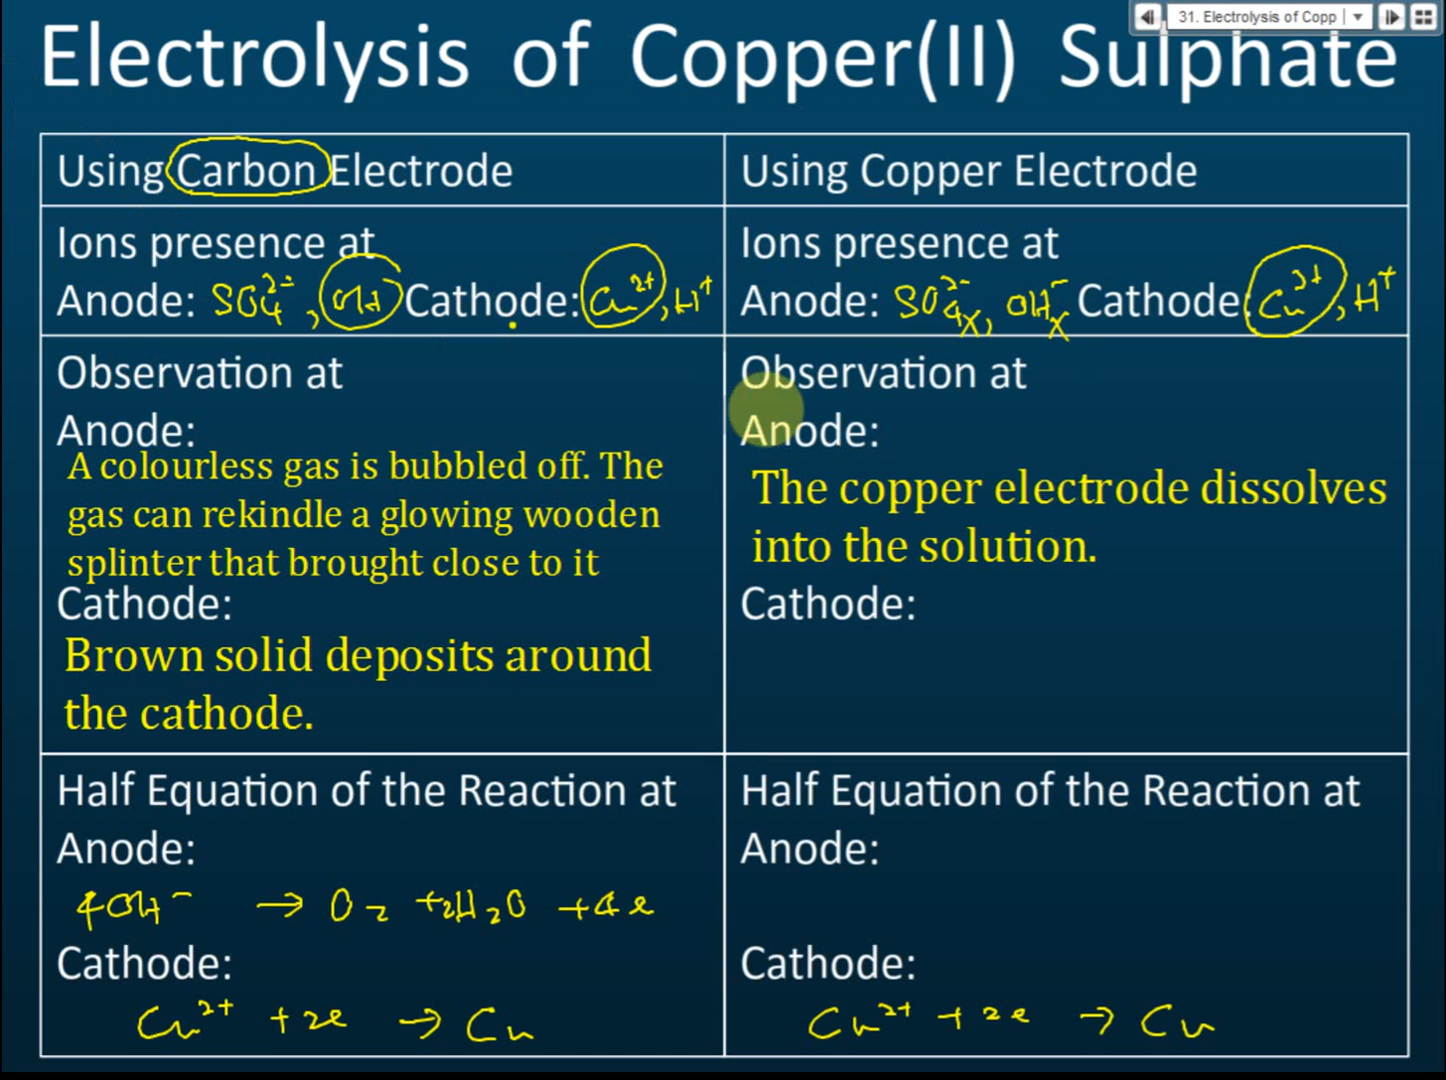 31. Electrolysis of Copp
Electrolysis of Copper(II) Sulphate
Using Carbon Electrode
Ions presence at
Anode: SO₄²⁻, OH⁻ Cathode: Cu²⁺, H⁺
Observation at
Anode:
A colourless gas is bubbled off. The
gas can rekindle a glowing wooden
splinter that brought close to it
Cathode:
Brown solid deposits around
the cathode.
Half Equation of the Reaction at
Anode:
4OH⁻ → O₂ + 2H₂O + 4e
Cathode:
Cu²⁺ + 2e → Cu
Using Copper Electrode
Ions presence at
Anode: SO₄²⁻x, OH⁻x Cathode: Cu²⁺, H⁺
Observation at
Anode:
The copper electrode dissolves
into the solution.
Cathode:
Half Equation of the Reaction at
Anode:
Cathode:
Cu²⁺ + 2e → Cu